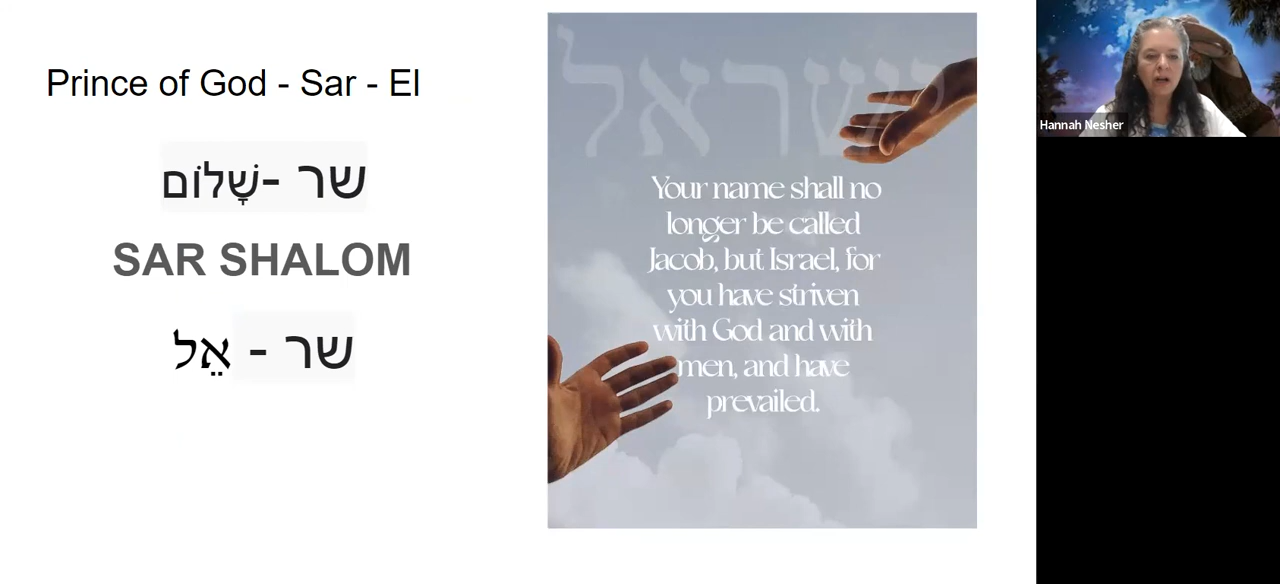 Prince of God - Sar - El
שר -שָׁלוֹם
SAR SHALOM
שר - אֵל
ישראל
Your name shall no
longer be called
Jacob, but Israel, for
you have striven
with God and with
men, and have
prevailed.
Hannah Nesher